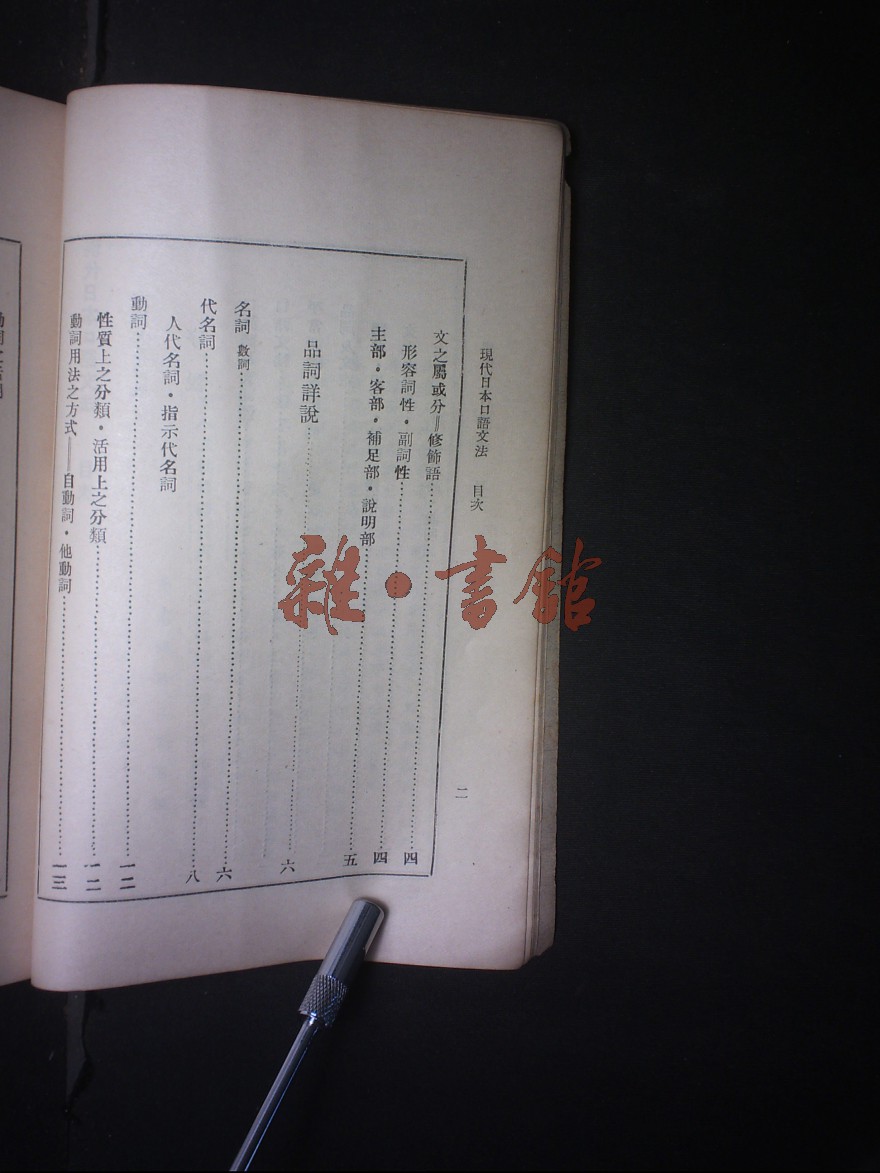 現代日本口語文法 目次
二
文之屬或分＝修飾語……四
形容詞性・副詞性……四
主部・客部・補足部・說明部……五
品詞詳說……六
名詞 數詞……六
代名詞……八
人代名詞・指示代名詞
動詞……一二
性質上之分類・活用上之分類……一二
動詞用法之方式——自動詞・他動詞……一三
雜・書館